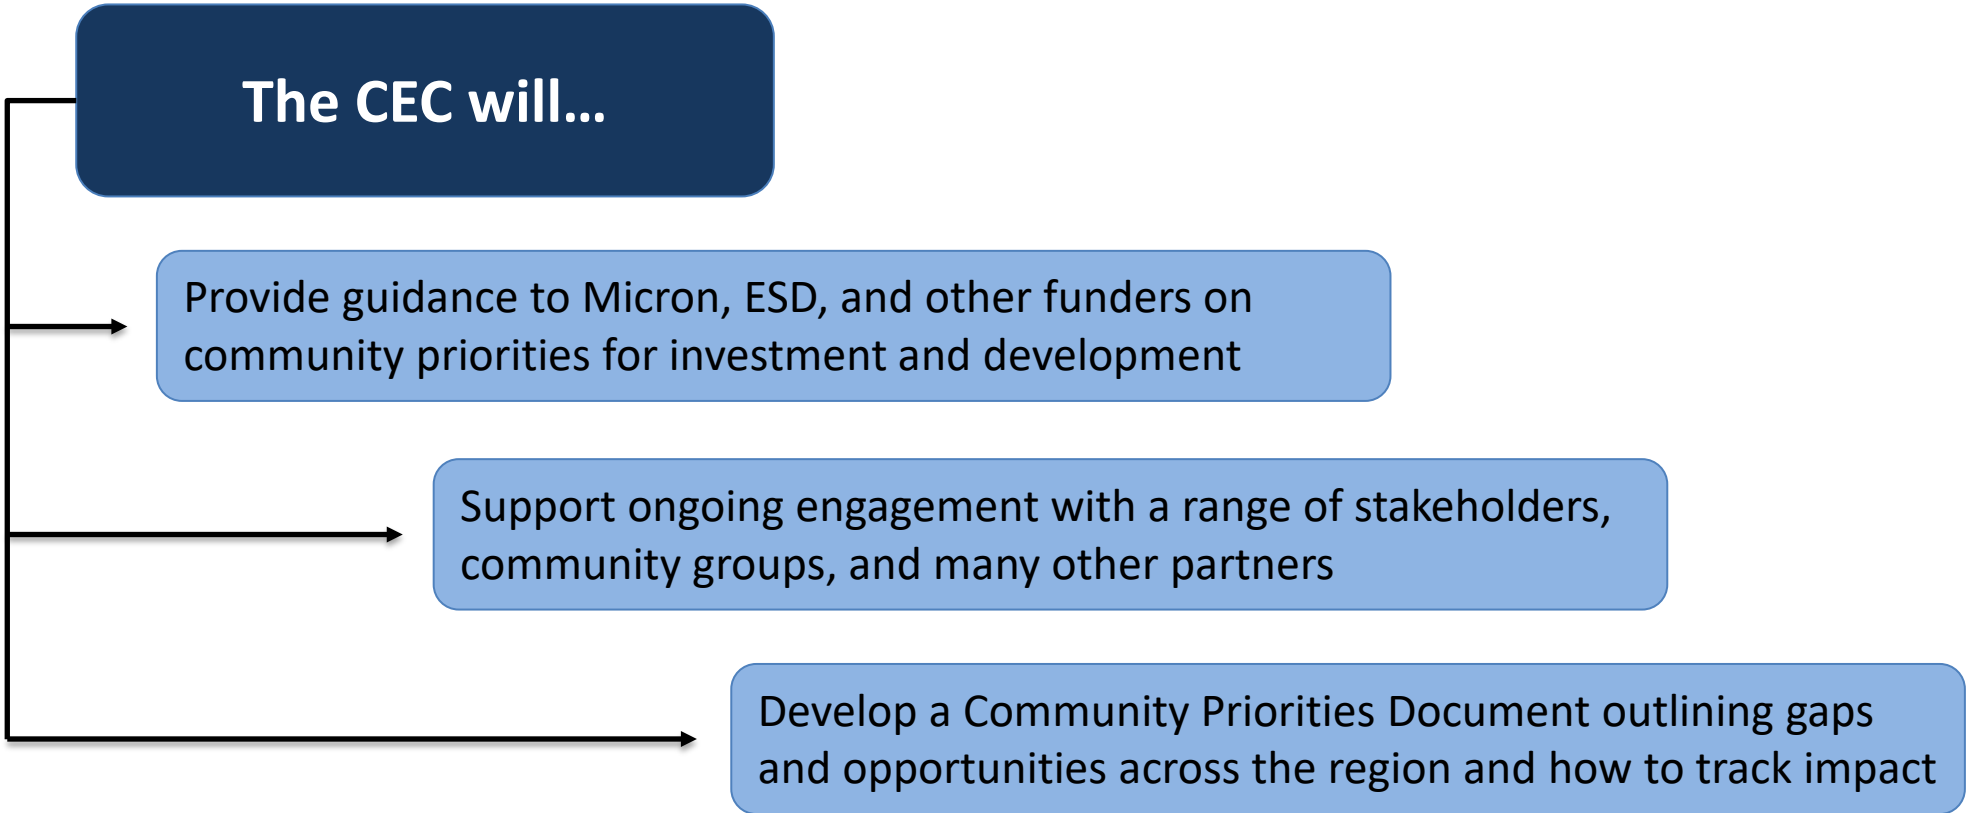 The CEC will…
Provide guidance to Micron, ESD, and other funders on
community priorities for investment and development
Support ongoing engagement with a range of stakeholders,
community groups, and many other partners
Develop a Community Priorities Document outlining gaps
and opportunities across the region and how to track impact